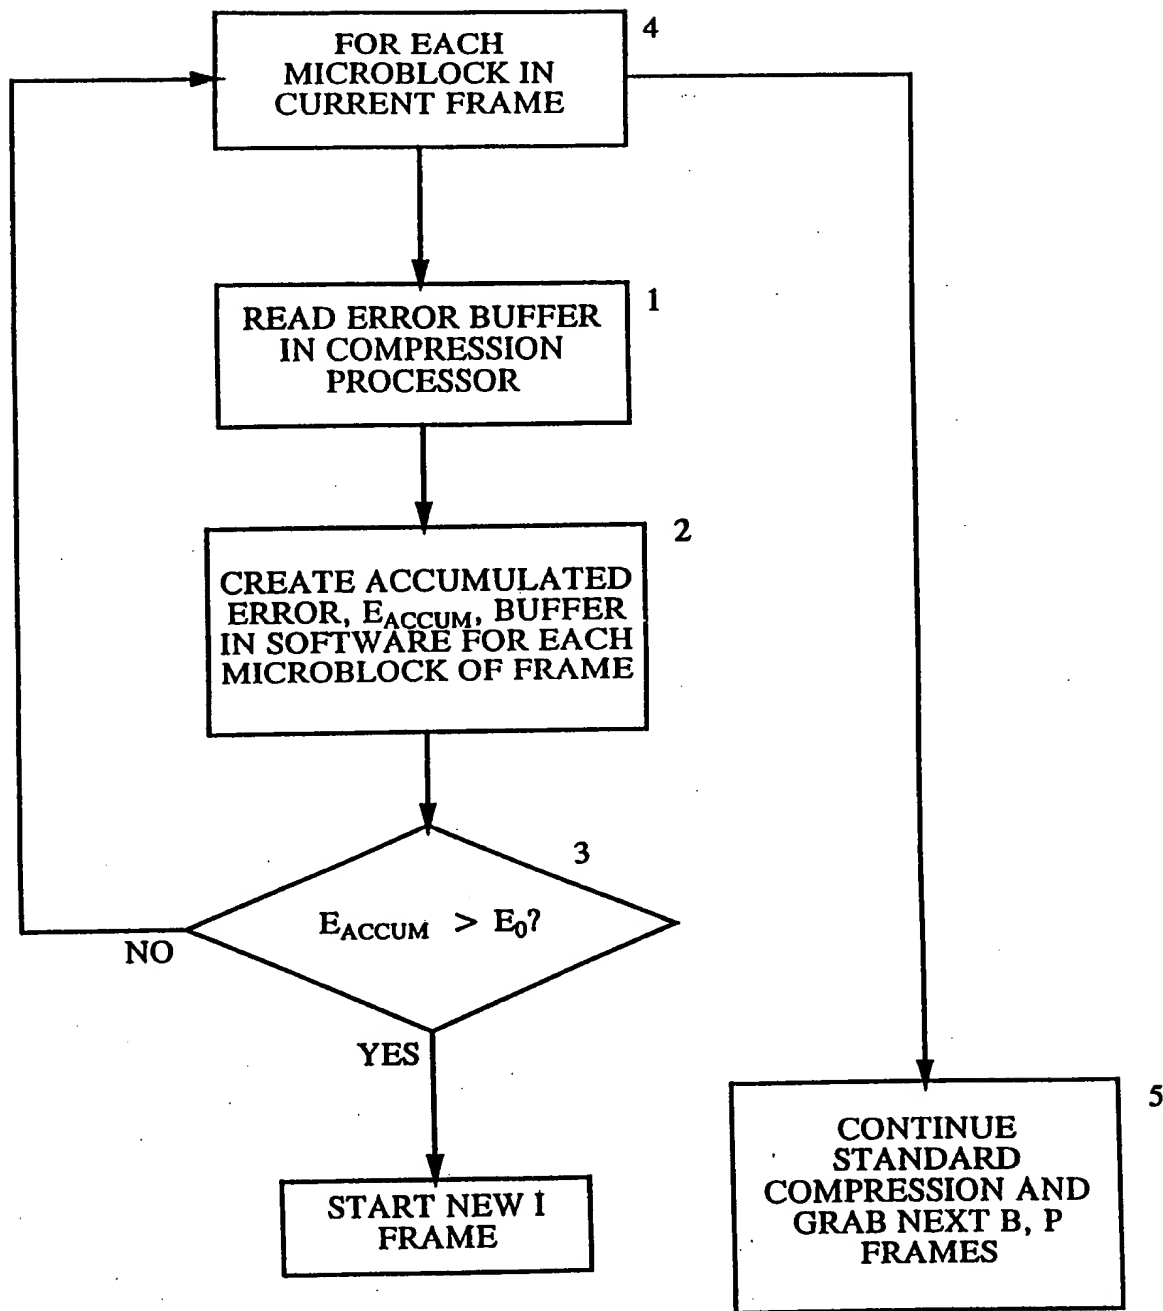 FOR EACH
MICROBLOCK IN
CURRENT FRAME
4
READ ERROR BUFFER
IN COMPRESSION
PROCESSOR
1
CREATE ACCUMULATED
ERROR, E_ACCUM, BUFFER
IN SOFTWARE FOR EACH
MICROBLOCK OF FRAME
2
3
E_ACCUM > E_0?
NO
YES
START NEW I
FRAME
5
CONTINUE
STANDARD
COMPRESSION AND
GRAB NEXT B, P
FRAMES